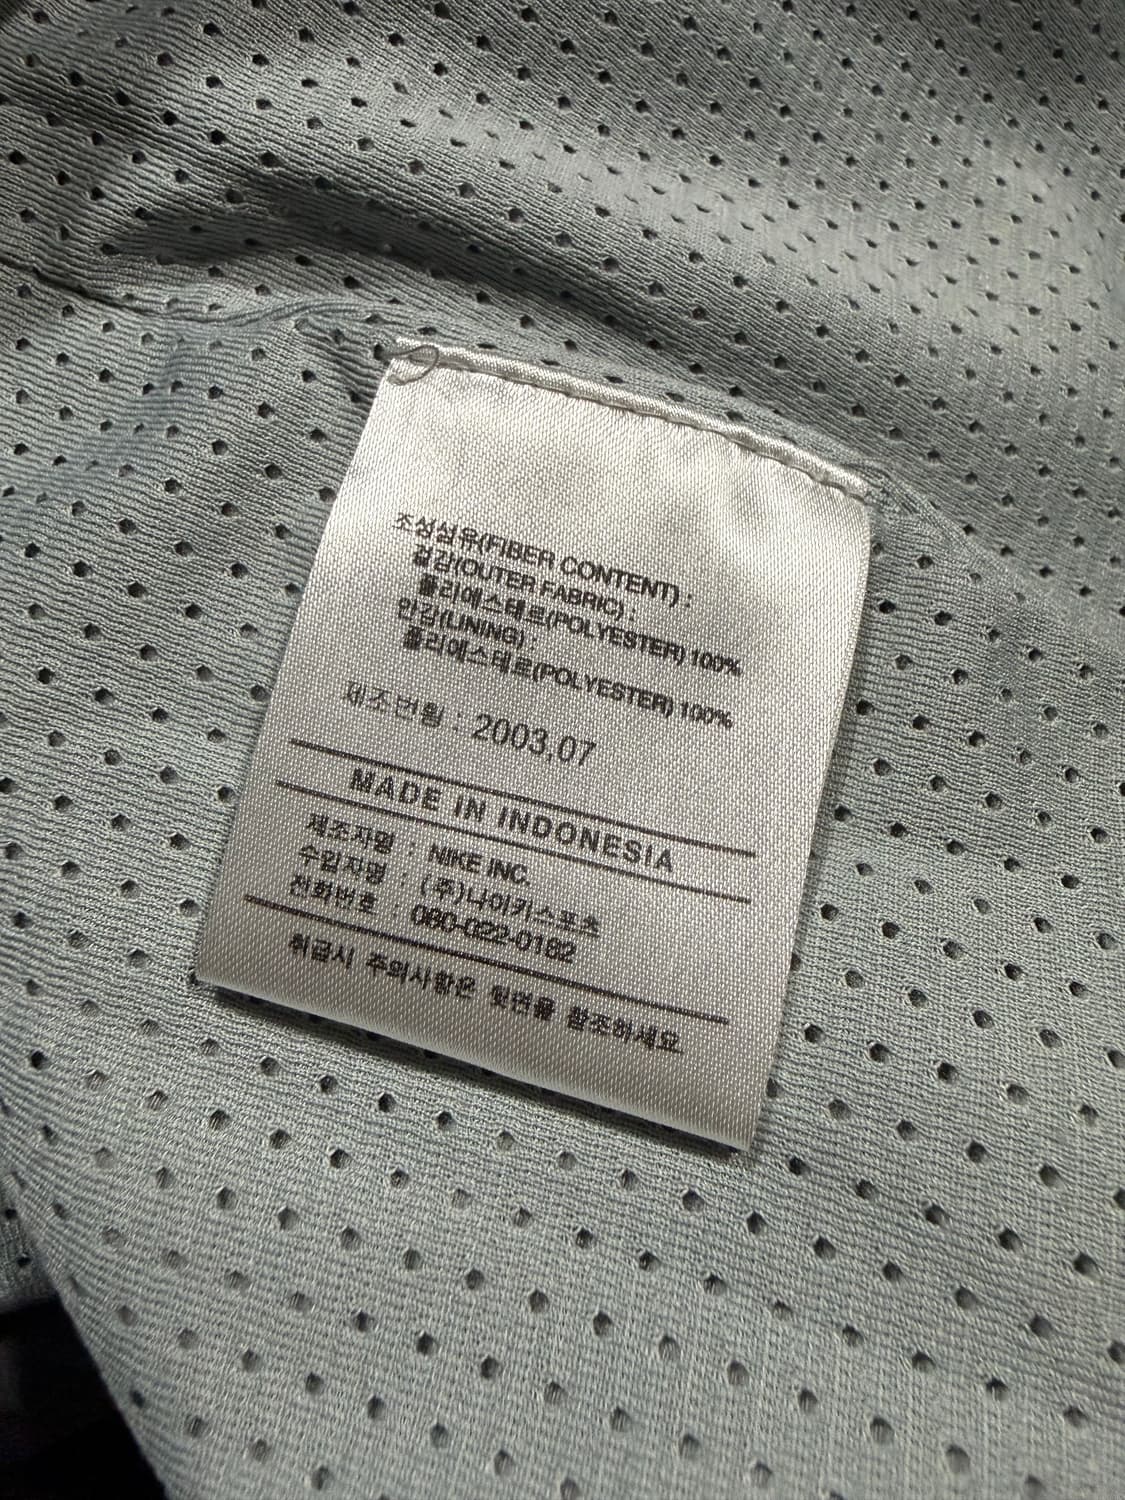 조성섬유(FIBER CONTENT) :
겉감(OUTER FABRIC) :
폴리에스테르(POLYESTER) 100%
안감(LINING) :
폴리에스테르(POLYESTER) 100%
제조년월 : 2003,07
MADE IN INDONESIA
제조자명 : NIKE INC.
수입자명 : (주)나이키스포츠
전화번호 : 080-022-0182
취급시 주의사항은 뒷면을 참조하세요